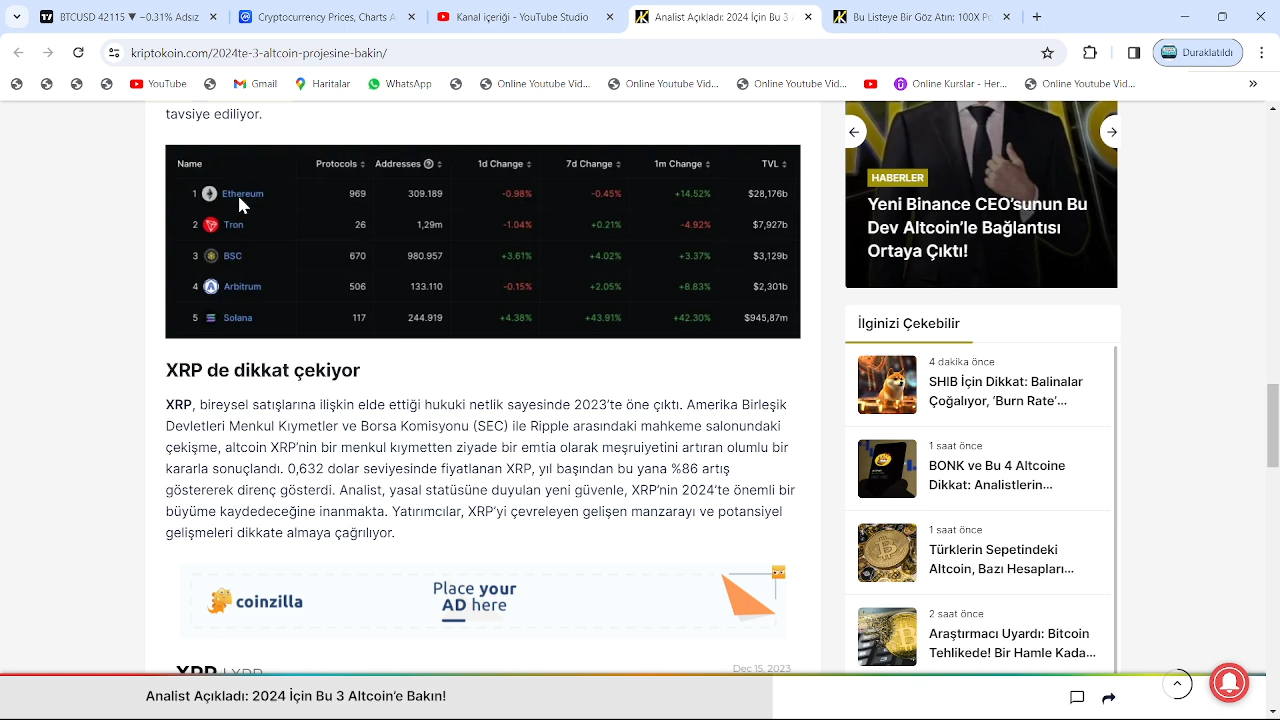 BTCUSD 42115 ▼ −0.31% Adsız
CRYPTO100 için Fiyatlar
Kanal içeriği - YouTube Studio
Analist Açıkladı: 2024 İçin Bu 3
Bu Listeye Göz Atın: 100X Po
kriptokoin.com/2024te-3-altcoin-projesine-bakin/
Duraklatıldı
YouTube
Gmail
Haritalar
WhatsApp
Online Youtube Vid...
Online Youtube Vid...
Online Youtube Vid...
Online Kurslar - Her...
Online Youtube Vid...
tavsiye ediliyor.
Name Protocols Addresses 1d Change 7d Change 1m Change TVL
1 Ethereum 969 309.189 -0.98% -0.45% +14.52% $28,176b
2 Tron 26 1,29m -1.04% +0.21% -4.92% $7,927b
3 BSC 670 980.957 +3.61% +4.02% +3.37% $3,129b
4 Arbitrum 506 133.110 -0.15% +2.05% +8.83% $2,301b
5 Solana 117 244.919 +4.38% +43.91% +42.30% $945,87m
XRP de dikkat çekiyor
XRP, bireysel satışlarına ilişkin elde ettiği hukuki netlik sayesinde 2023’te öne çıktı. Amerika Birleşik
Devletleri Menkul Kıymetler ve Borsa Komisyonu (SEC) ile Ripple arasındaki mahkeme salonundaki
çekişme, altcoin XRP’nin bir menkul kıymetten ziyade bir emtia olarak meşruiyetini artıran olumlu bir
kararla sonuçlandı. 0,632 dolar seviyesinde fiyatlanan XRP, yıl başından bu yana %86 artış
göstererek direnç gösterdi. Analist, yasal statüsüne duyulan yeni güvenle, XRP’nin 2024’te önemli bir
büyüme kaydedeceğine inanmakta. Yatırımcılar, XRP’yi çevreleyen gelişen manzarayı ve potansiyel
gelişmeleri dikkate almaya çağrılıyor.
coinzilla
Place your
AD here
XRP | XRP
Dec 15, 2023
HABERLER
Yeni Binance CEO’sunun Bu
Dev Altcoin’le Bağlantısı
Ortaya Çıktı!
İlginizi Çekebilir
4 dakika önce
SHIB İçin Dikkat: Balinalar
Çoğalıyor, ‘Burn Rate’...
1 saat önce
BONK ve Bu 4 Altcoine
Dikkat: Analistlerin...
1 saat önce
Türklerin Sepetindeki
Altcoin, Bazı Hesapları...
2 saat önce
Araştırmacı Uyardı: Bitcoin
Tehlikede! Bir Hamle Kada...
Analist Açıkladı: 2024 İçin Bu 3 Altcoin’e Bakın!